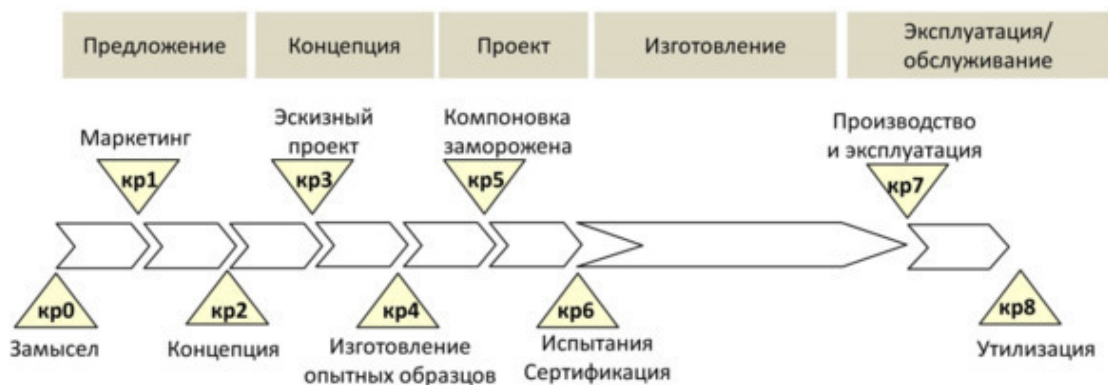 Предложение
Концепция
Проект
Изготовление
Эксплуатация/
обслуживание
Маркетинг
Эскизный
проект
Компоновка
заморожена
Производство
и эксплуатация
кр1
кр3
кр5
кр7
кр0
кр2
кр4
кр6
кр8
Замысел
Концепция
Изготовление
опытных образцов
Испытания
Сертификация
Утилизация